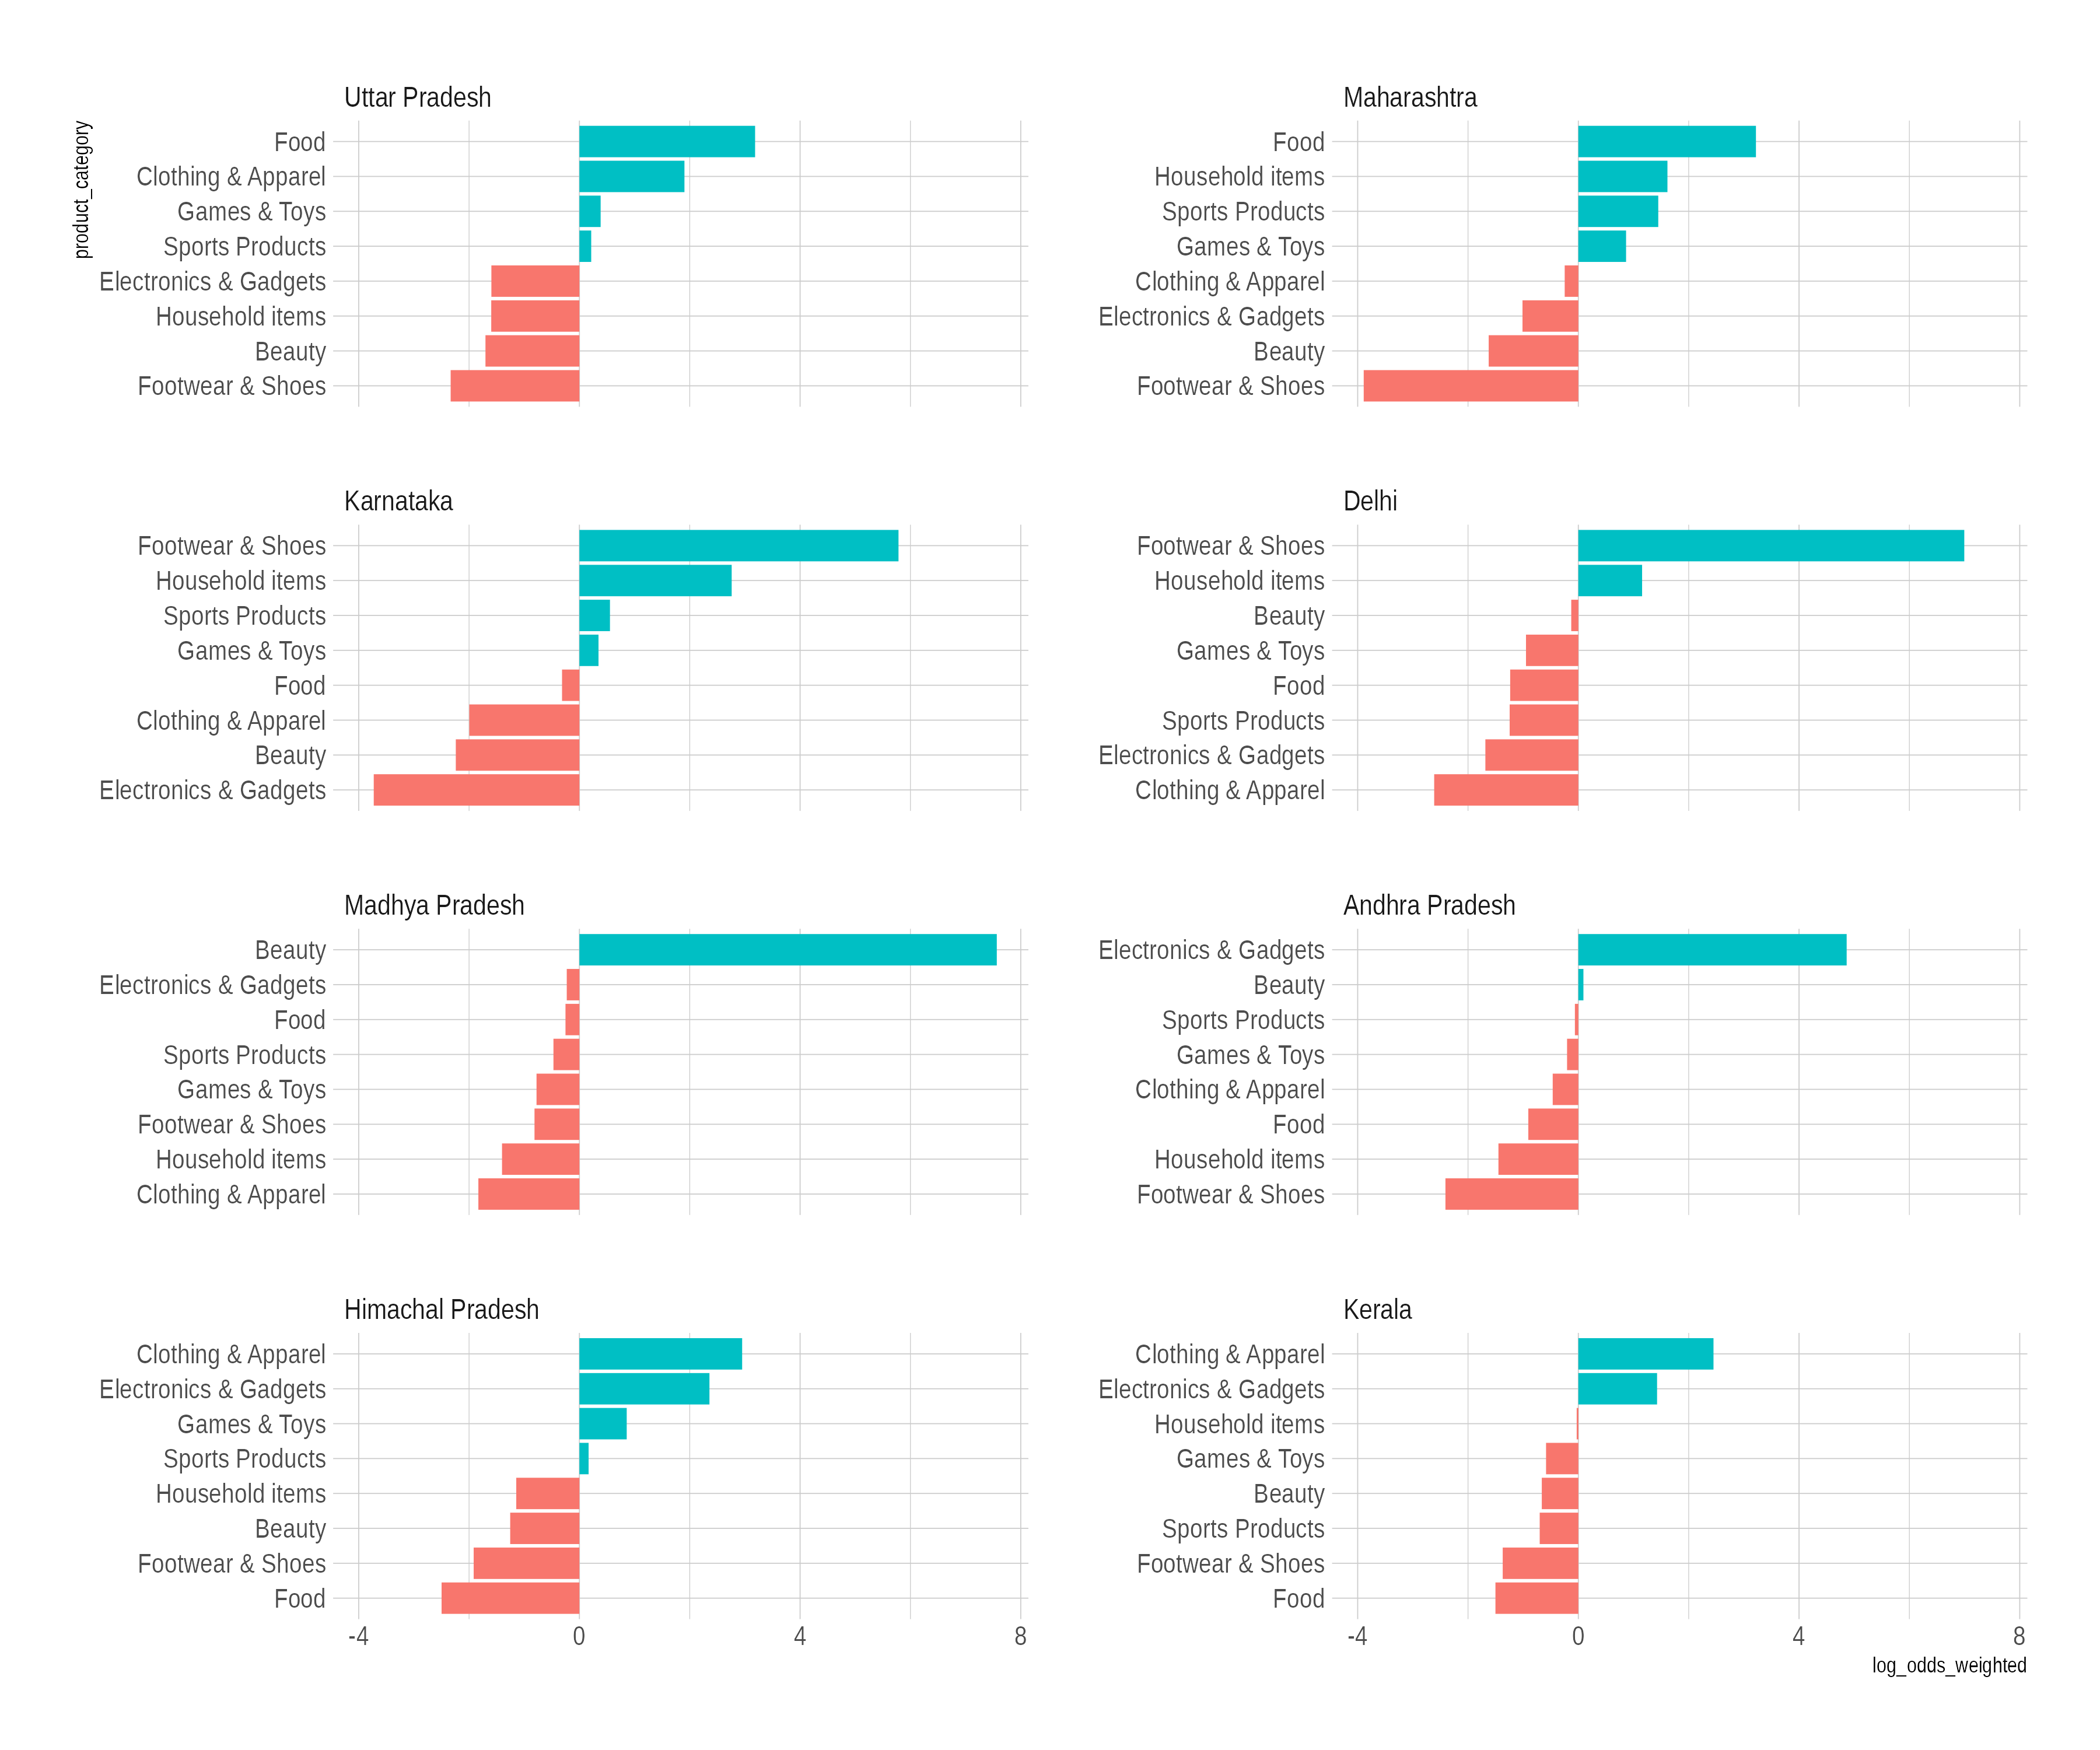 product_category
Uttar Pradesh
Food
Clothing & Apparel
Games & Toys
Sports Products
Electronics & Gadgets
Household items
Beauty
Footwear & Shoes
Maharashtra
Food
Household items
Sports Products
Games & Toys
Clothing & Apparel
Electronics & Gadgets
Beauty
Footwear & Shoes
Karnataka
Footwear & Shoes
Household items
Sports Products
Games & Toys
Food
Clothing & Apparel
Beauty
Electronics & Gadgets
Delhi
Footwear & Shoes
Household items
Beauty
Games & Toys
Food
Sports Products
Electronics & Gadgets
Clothing & Apparel
Madhya Pradesh
Beauty
Electronics & Gadgets
Food
Sports Products
Games & Toys
Footwear & Shoes
Household items
Clothing & Apparel
Andhra Pradesh
Electronics & Gadgets
Beauty
Sports Products
Games & Toys
Clothing & Apparel
Food
Household items
Footwear & Shoes
Himachal Pradesh
Clothing & Apparel
Electronics & Gadgets
Games & Toys
Sports Products
Household items
Beauty
Footwear & Shoes
Food
-4 0 4 8
Kerala
Clothing & Apparel
Electronics & Gadgets
Household items
Games & Toys
Beauty
Sports Products
Footwear & Shoes
Food
-4 0 4 8
log_odds_weighted